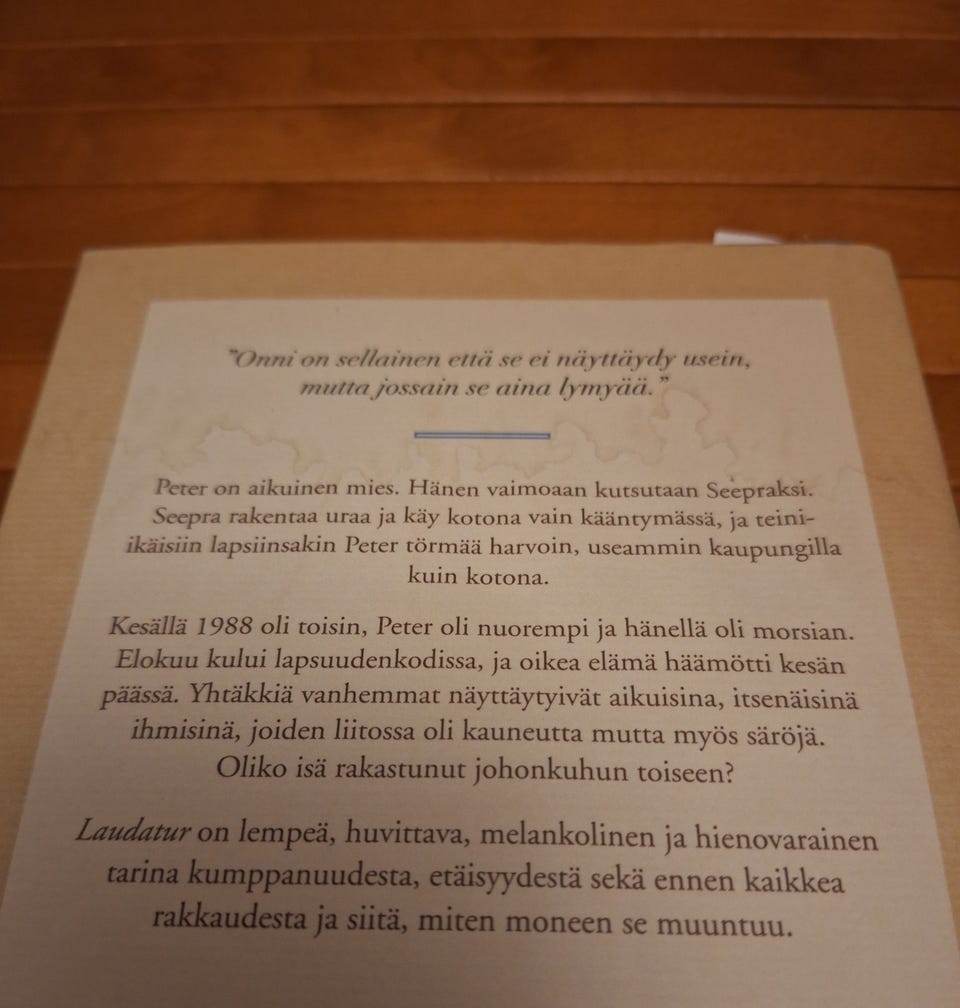 ”Onni on sellainen että se ei näyttäydy usein,
mutta jossain se aina lymyää.”
Peter on aikuinen mies. Hänen vaimoaan kutsutaan Seepraksi.
Seepra rakentaa uraa ja käy kotona vain kääntymässä, ja teini-
ikäisiin lapsiinsakin Peter törmää harvoin, useammin kaupungilla
kuin kotona.
Kesällä 1988 oli toisin, Peter oli nuorempi ja hänellä oli morsian.
Elokuu kului lapsuudenkodissa, ja oikea elämä häämötti kesän
päässä. Yhtäkkiä vanhemmat näyttäytyivät aikuisina, itsenäisinä
ihmisinä, joiden liitossa oli kauneutta mutta myös säröjä.
Oliko isä rakastunut johonkuhun toiseen?
Laudatur on lempeä, huvittava, melankolinen ja hienovarainen
tarina kumppanuudesta, etäisyydestä sekä ennen kaikkea
rakkaudesta ja siitä, miten moneen se muuntuu.